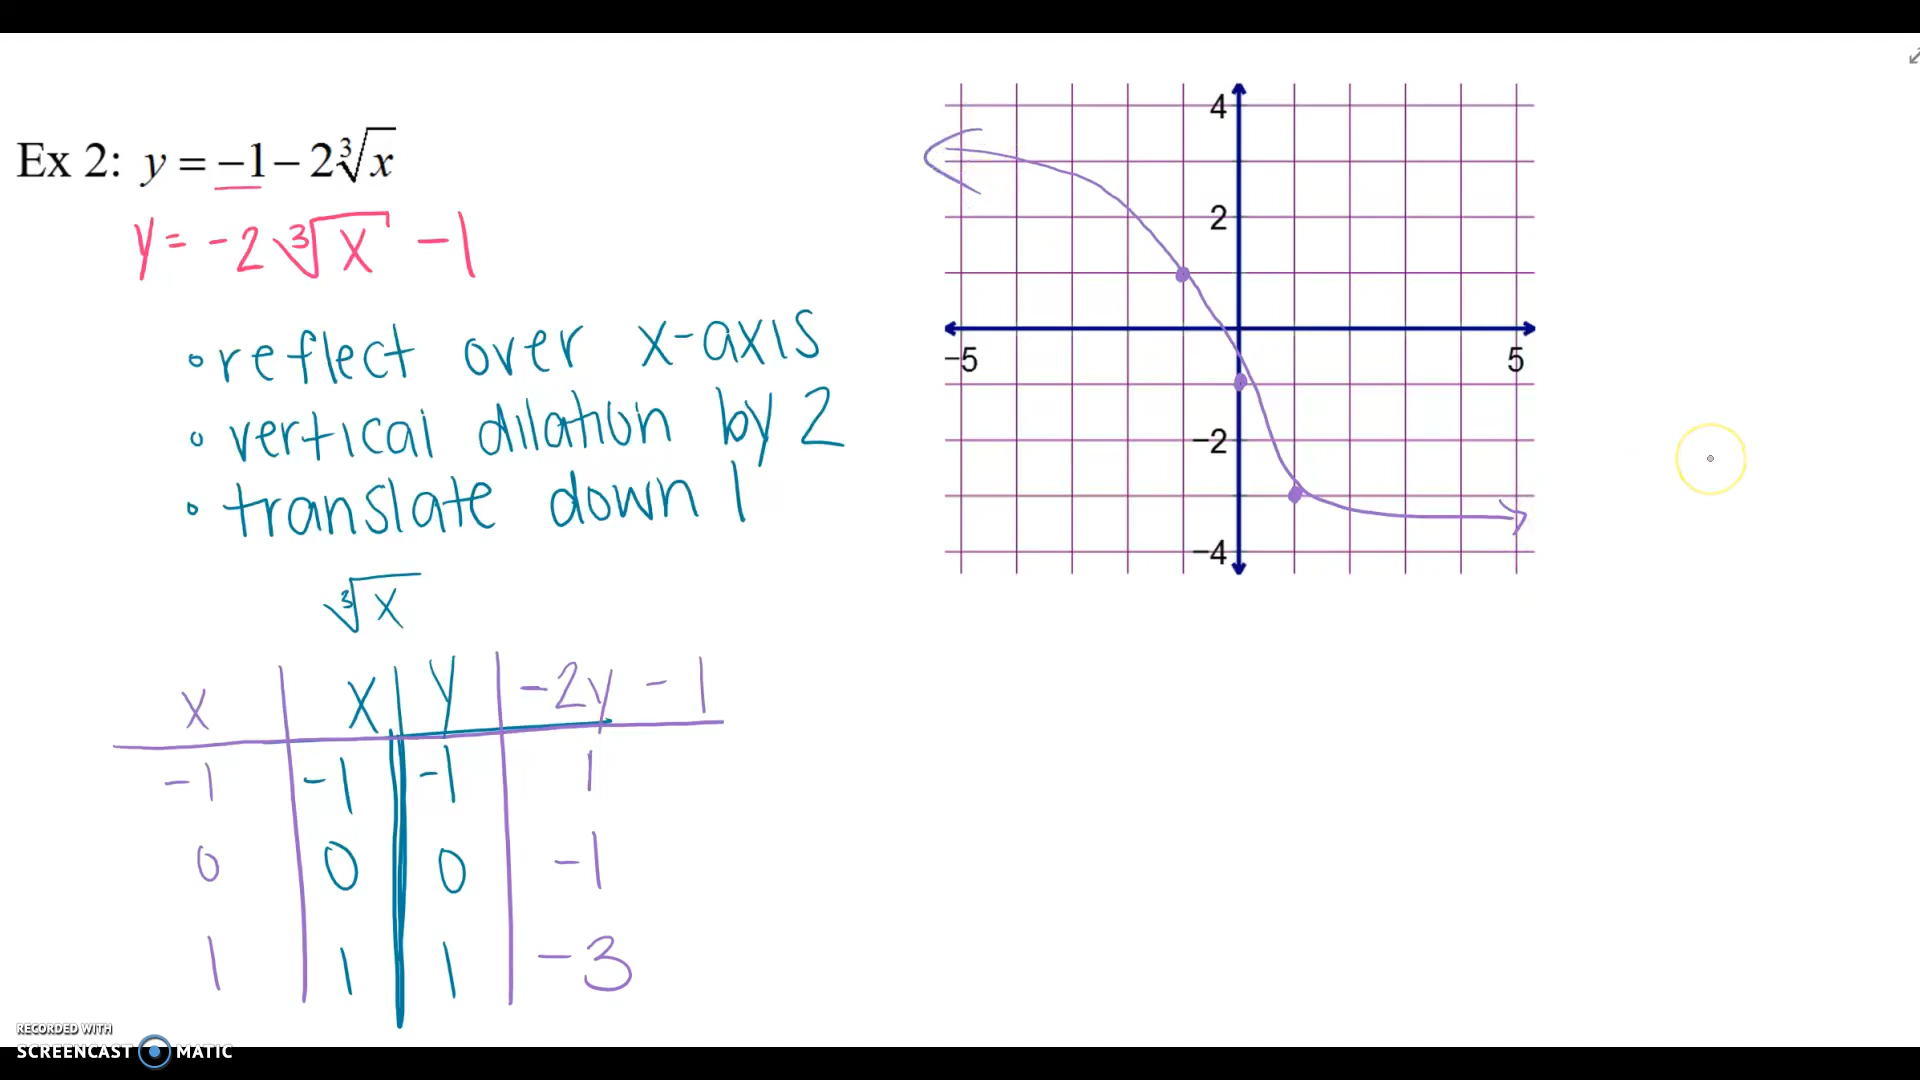 Ex 2: y = −1 − 2∛x
y = -2∛x - 1
• reflect over x-axis
• vertical dilation by 2
• translate down 1
∛x
x | x | y | -2y - 1
-1 | -1 | -1 | 1
0 | 0 | 0 | -1
1 | 1 | 1 | -3
4
2
−5 5
−2
−4
RECORDED WITH
SCREENCAST MATIC